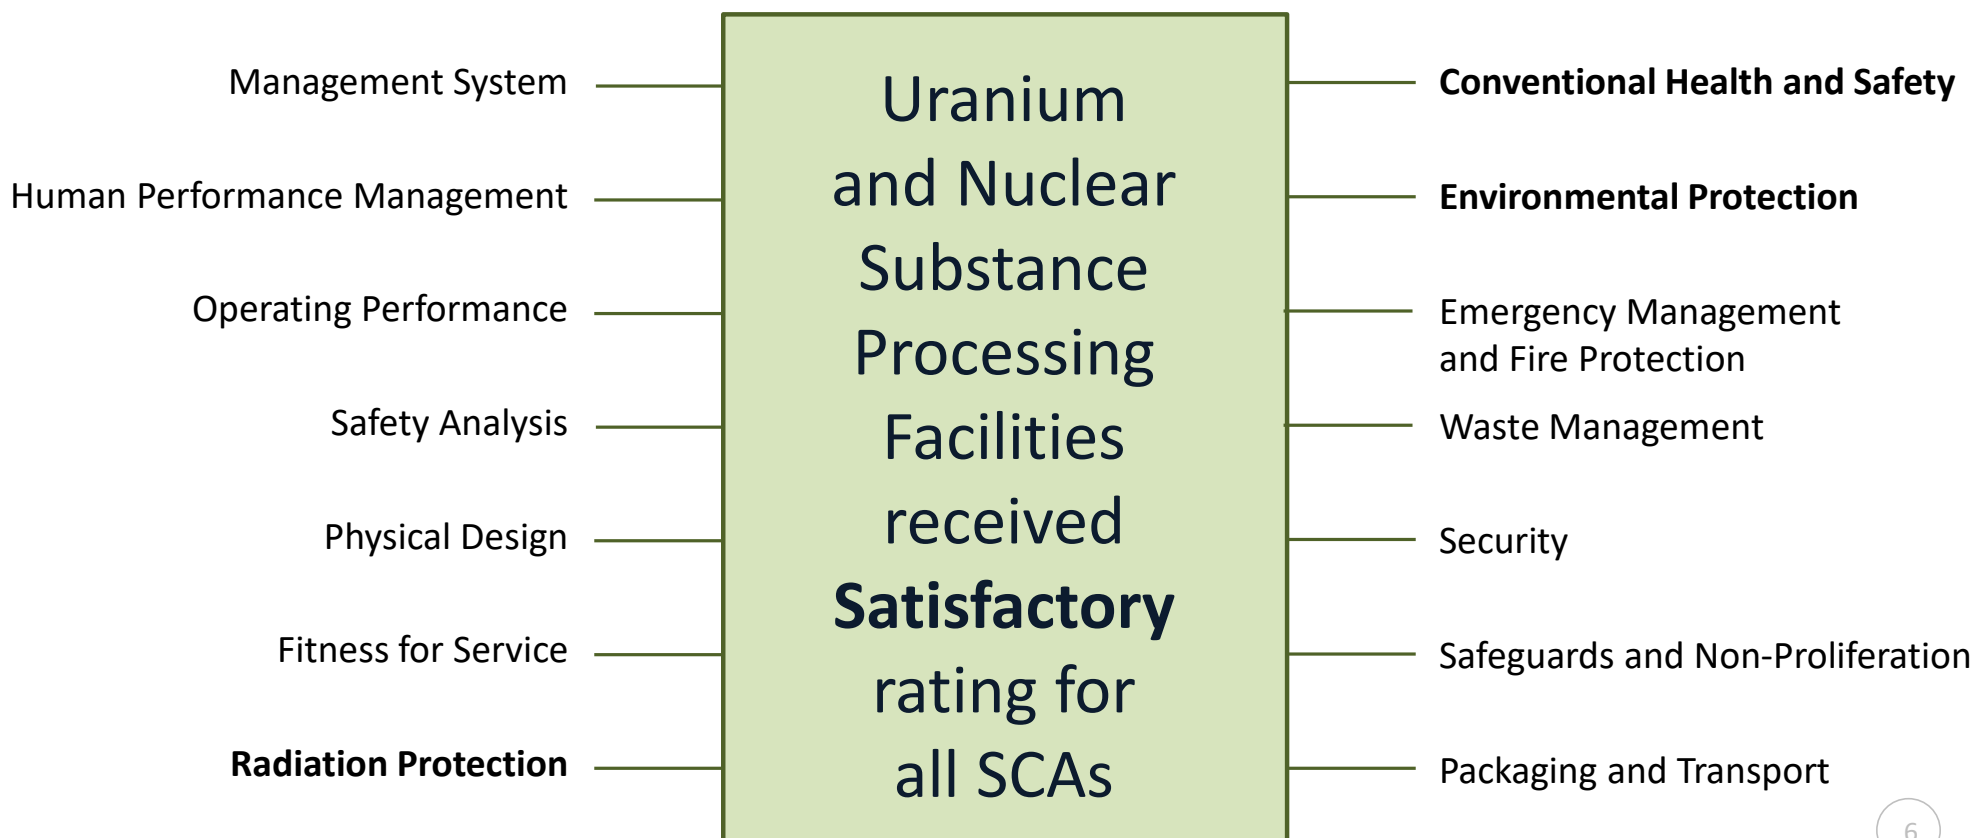 Management System
Human Performance Management
Operating Performance
Safety Analysis
Physical Design
Fitness for Service
Radiation Protection
Uranium
and Nuclear
Substance
Processing
Facilities
received
Satisfactory
rating for
all SCAs
Conventional Health and Safety
Environmental Protection
Emergency Management
and Fire Protection
Waste Management
Security
Safeguards and Non-Proliferation
Packaging and Transport
6